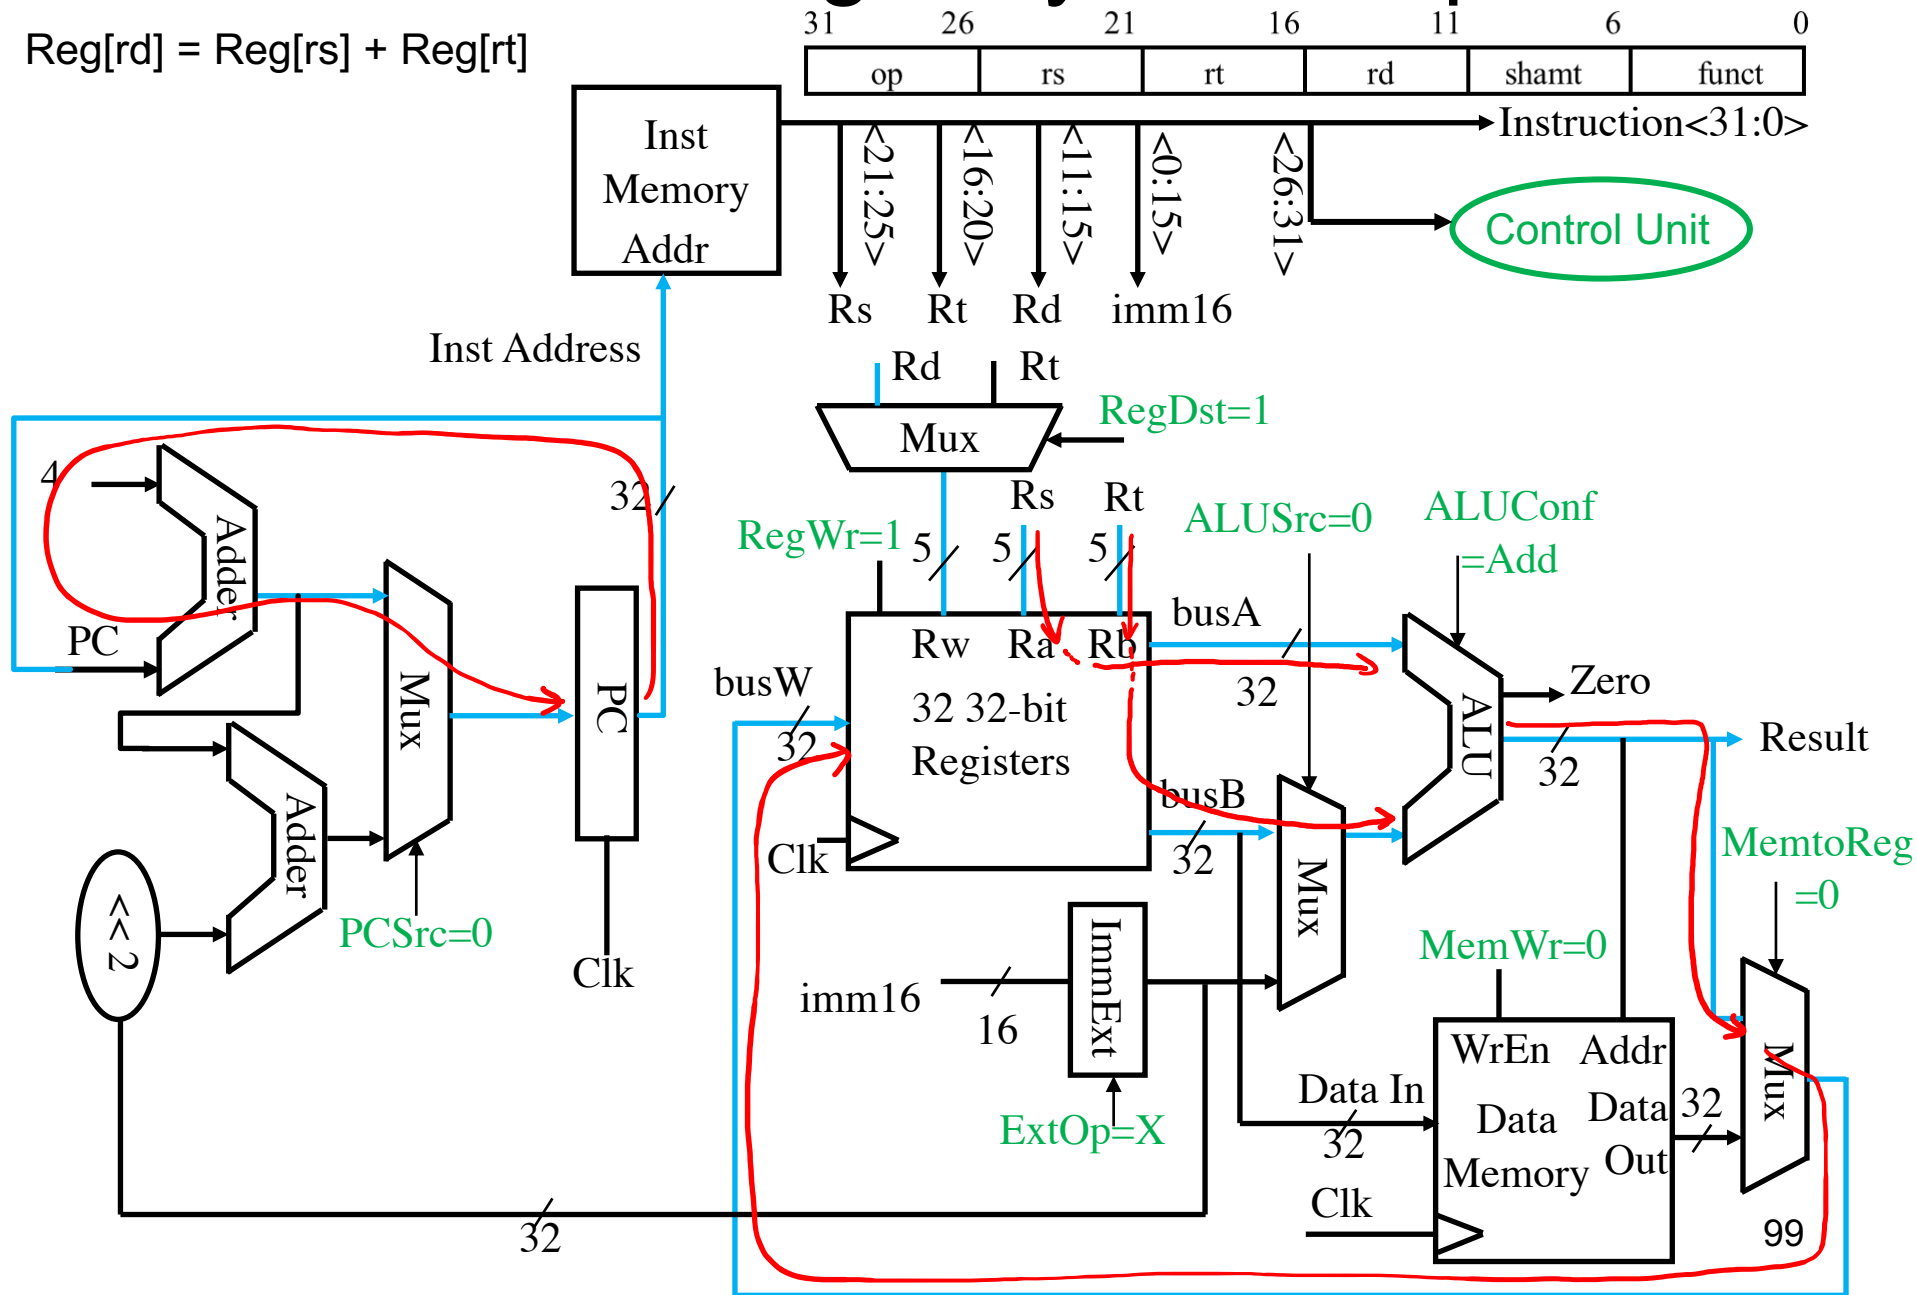 Reg[rd] = Reg[rs] + Reg[rt]
31 26 21 16 11 6 0
op rs rt rd shamt funct
Inst
Memory
Addr
Instruction<31:0>
<21:25>
<16:20>
<11:15>
<0:15>
<26:31>
Control Unit
Rs Rt Rd imm16
Inst Address
Rd Rt
Mux
RegDst=1
4
Adder
PC
32
Mux
PC
Adder
<<2
PCSrc=0
Clk
Rs Rt
RegWr=1
5 5 5
ALUSrc=0
ALUConf
=Add
Rw Ra Rb
busA
32
busW
32
32 32-bit
Registers
Clk
busB
32
Mux
ALU
Zero
32
Result
MemtoReg
=0
imm16
16
ImmExt
ExtOp=X
MemWr=0
WrEn Addr
Data In
32
Data
Memory
Data
Out
32
Mux
Clk
32
99